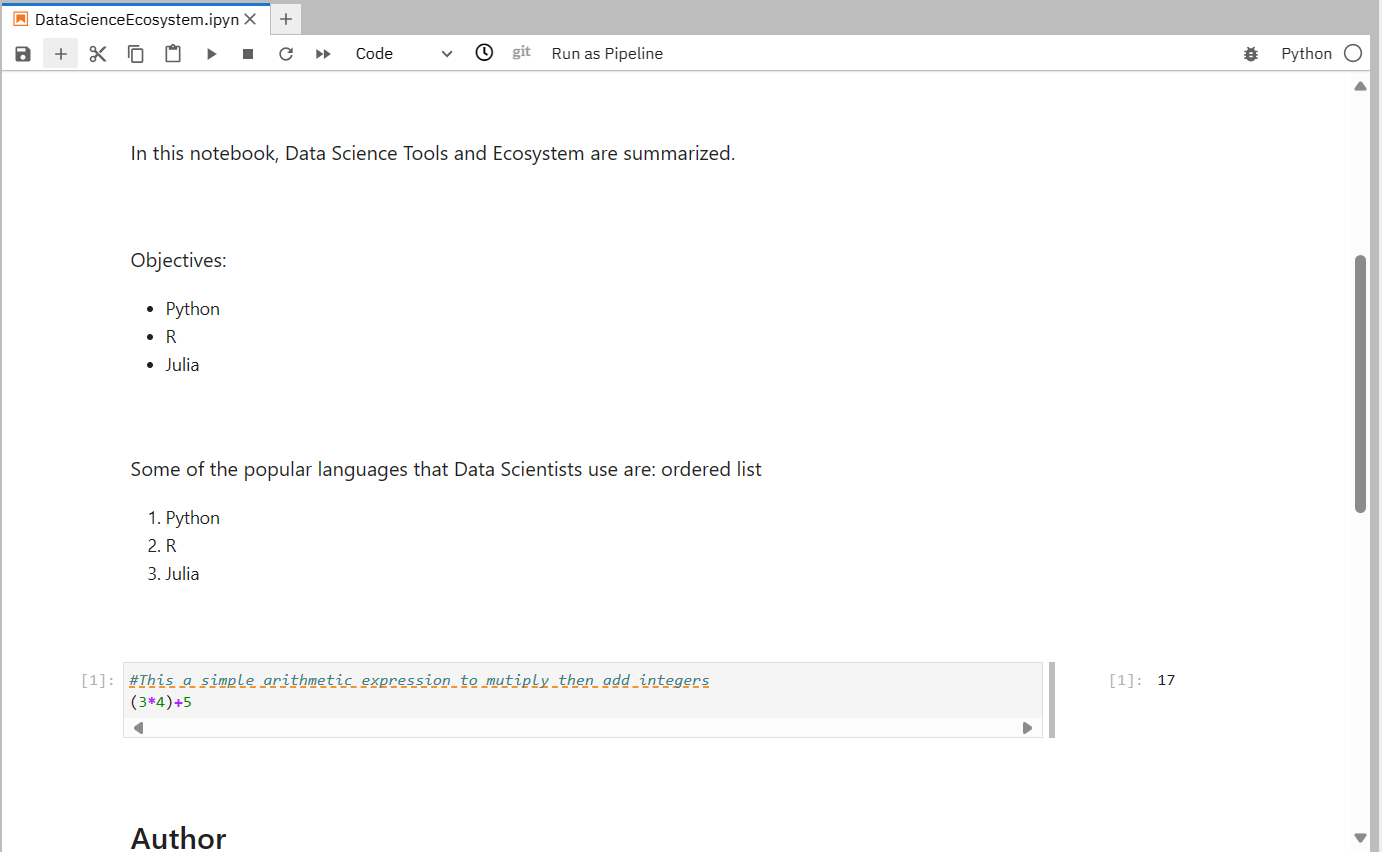 DataScienceEcosystem.ipyn
Code git Run as Pipeline Python
In this notebook, Data Science Tools and Ecosystem are summarized.
Objectives:
• Python
• R
• Julia
Some of the popular languages that Data Scientists use are: ordered list
1. Python
2. R
3. Julia
[1]: #This a simple arithmetic expression to mutiply then add integers [1]: 17
(3*4)+5
Author